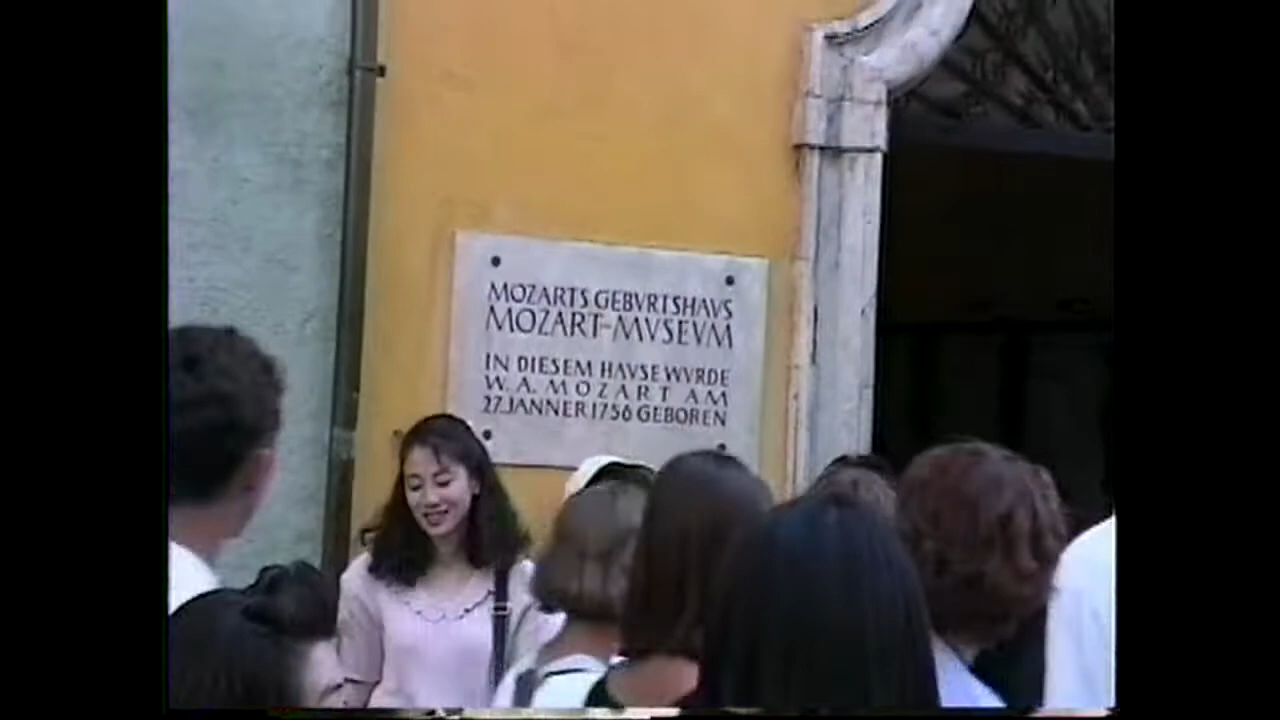 MOZARTS GEBVRTSHAVS
MOZART-MVSEVM
IN DIESEM HAVSE WVRDE
W. A. MOZART AM
27. JANNER 1756 GEBOREN